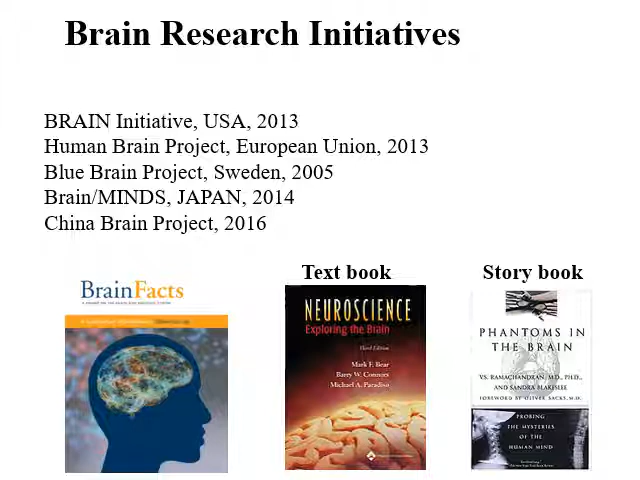 Brain Research Initiatives
BRAIN Initiative, USA, 2013
Human Brain Project, European Union, 2013
Blue Brain Project, Sweden, 2005
Brain/MINDS, JAPAN, 2014
China Brain Project, 2016
Text book
Story book
BrainFacts
NEUROSCIENCE
Exploring the Brain
Third Edition
Mark F. Bear
Barry W. Connors
Michael A. Paradiso
PHANTOMS IN
THE BRAIN
V.S. RAMACHANDRAN, M.D., PH.D.,
AND SANDRA BLAKESLEE
FOREWORD BY OLIVER SACKS, M.D.
PROBING
THE MYSTERIES
OF THE
HUMAN MIND